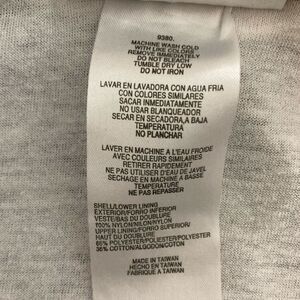 9380.
MACHINE WASH COLD
WITH LIKE COLORS
REMOVE IMMEDIATELY
DO NOT BLEACH
TUMBLE DRY LOW
DO NOT IRON
LAVAR EN LAVADORA CON AGUA FRIA
CON COLORES SIMILARES
SACAR INMEDIATAMENTE
NO USAR BLANQUEADOR
SECAR EN SECADORA,A BAJA
TEMPERATURA
NO PLANCHAR
LAVER EN MACHINE A L'EAU FROIDE
AVEC COULEURS SIMILAIRES
RETIRER RAPIDEMENT
NE PAS UTILISER D'EAU DE JAVEL
SECHAGE EN MACHINE A BASSE
TEMPERATURE
NE PAS REPASSER
SHELL/LOWER LINING
EXTERIOR/FORRO INFERIOR
VESTE/BAS DU DOUBLURE
100% NYLON/NILON/NYLON
UPPER LINING/FORRO SUPERIOR/
HAUT DU DOUBLURE
65% POLYESTER/POLIESTER/POLYESTER
35% COTTON/ALGODON/COTON
MADE IN TAIWAN
HECHO EN TAIWAN
FABRIQUE A TAIWAN